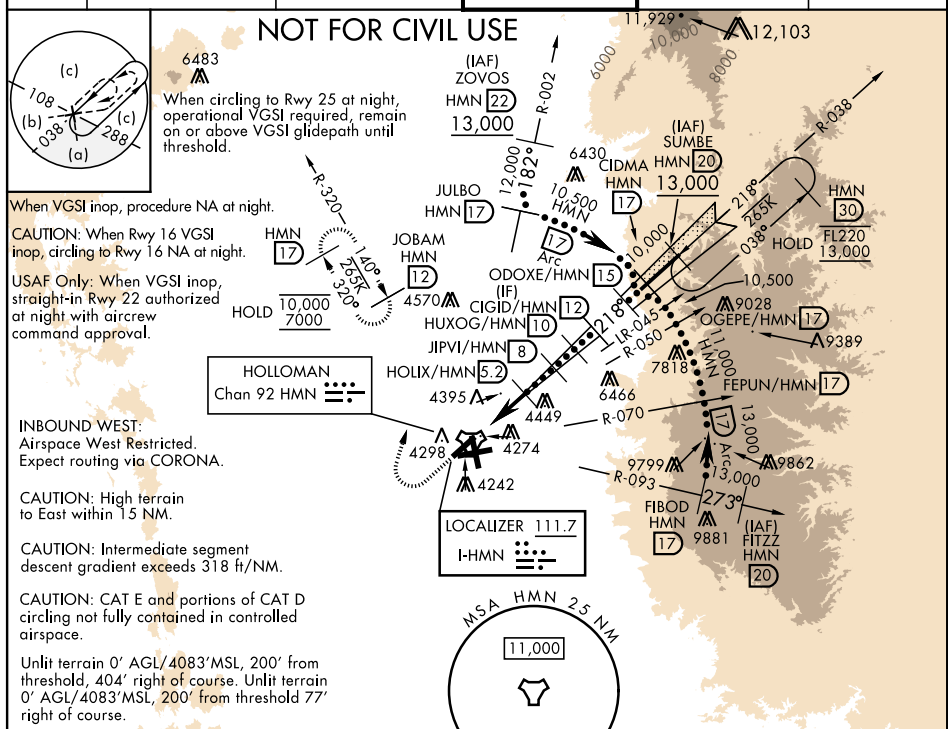 NOT FOR CIVIL USE
(c)
108
(b)
(c)
038
288
(a)
6483
When circling to Rwy 25 at night,
operational VGSI required, remain
on or above VGSI glidepath until
threshold.
When VGSI inop, procedure NA at night.
CAUTION: When Rwy 16 VGSI
inop, circling to Rwy 16 NA at night.
USAF Only: When VGSI inop,
straight-in Rwy 22 authorized
at night with aircrew
command approval.
INBOUND WEST:
Airspace West Restricted.
Expect routing via CORONA.
CAUTION: High terrain
to East within 15 NM.
CAUTION: Intermediate segment
descent gradient exceeds 318 ft/NM.
CAUTION: CAT E and portions of CAT D
circling not fully contained in controlled
airspace.
Unlit terrain 0' AGL/4083'MSL, 200' from
threshold, 404' right of course. Unlit terrain
0' AGL/4083'MSL, 200' from threshold 77'
right of course.
R-320
HMN
17
140°
265K
320°
HOLD
10,000
7000
JOBAM
HMN
12
4570
(IAF)
ZOVOS
HMN 22
13,000
R-002
12,000
182°
JULBO
HMN 17
6430
10,500
HMN
17
Arc
CIDMA
HMN
17
(IAF)
SUMBE
HMN 20
13,000
10,000
ODOXE/HMN 15
(IF)
CIGID/HMN 12
HUXOG/HMN 10
JIPVI/HMN 8
HOLIX/HMN 5.2
218°
LR-045
R-050
11,929
12,103
6000
10,000
8000
R-038
218°
265K
038°
HOLD
HMN
30
FL220
13,000
10,500
9028
OGEPE/HMN 17
9389
11,000
HMN
7818
FEPUN/HMN 17
6466
R-070
17
Arc
13,000
HOLLOMAN
Chan 92 HMN
4395
4449
4298
4274
4242
9799
9862
R-093
13,000
273°
FIBOD
HMN
17
9881
(IAF)
FITZZ
HMN
20
LOCALIZER 111.7
I-HMN
MSA HMN 25 NM
11,000